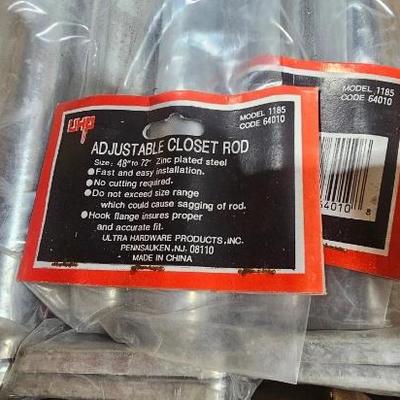 UHP
MODEL 1185
CODE 64010
ADJUSTABLE CLOSET ROD
Size: 48" to 72" Zinc plated steel
●Fast and easy installation.
●No cutting required.
●Do not exceed size range
which could cause sagging of rod.
●Hook flange insures proper
and accurate fit.
ULTRA HARDWARE PRODUCTS, INC.
PENNSAUKEN, NJ. 08110
MADE IN CHINA
MODEL 1185
CODE 64010
64010 8